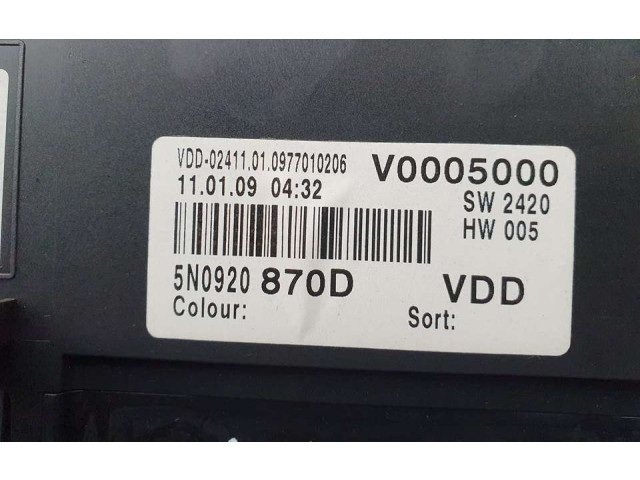 VDD-02411.01.0977010206 V0005000
11.01.09 04:32 SW 2420
HW 005
5N0920 870D VDD
Colour: Sort: